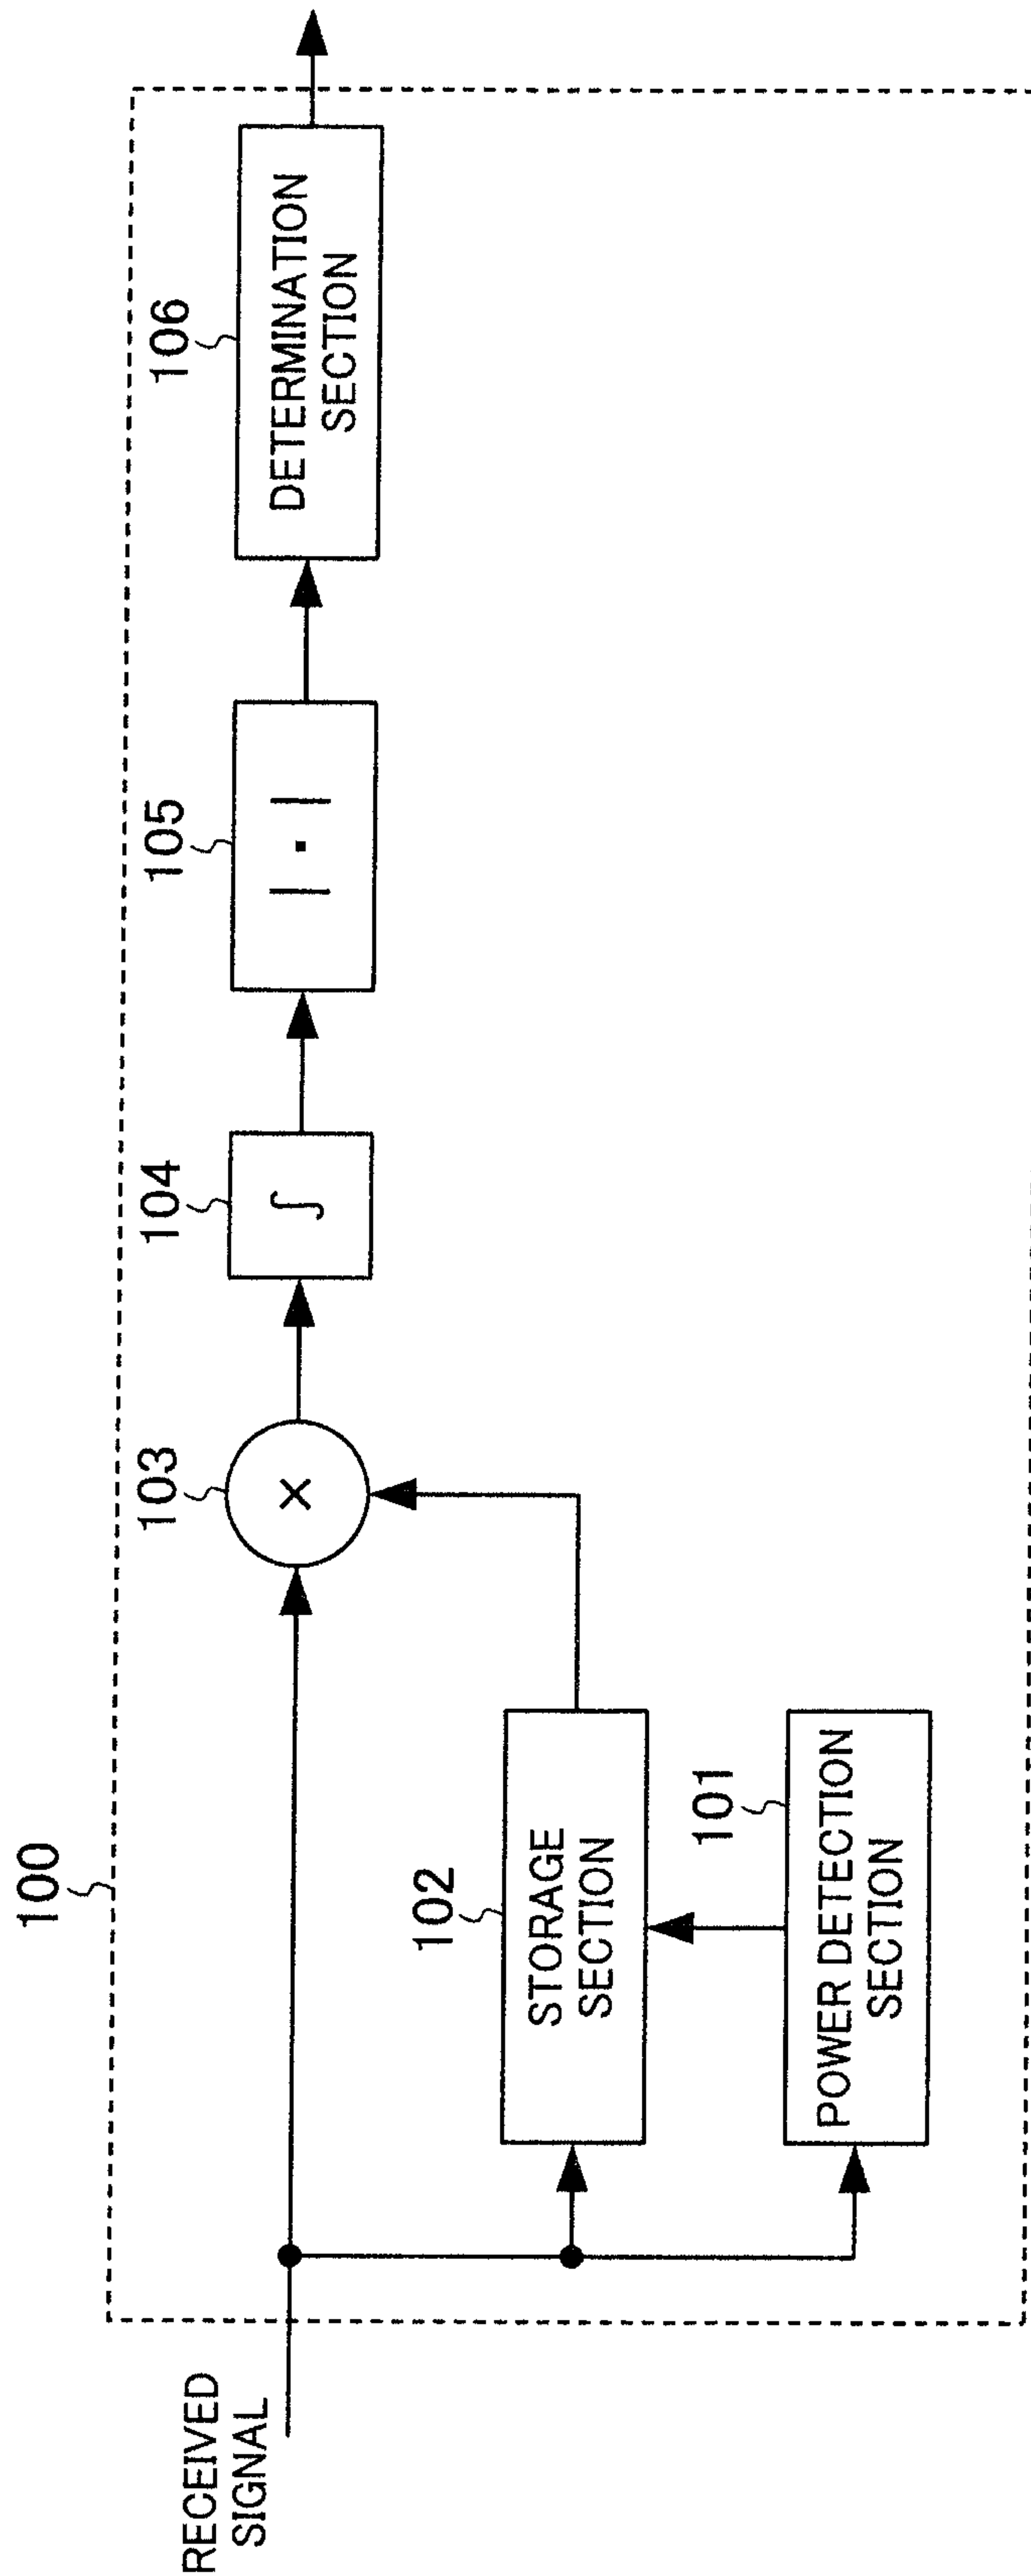 100
RECEIVED
SIGNAL
103
×
104
∫
105
| · |
106
DETERMINATION
SECTION
102
STORAGE
SECTION
101
POWER DETECTION
SECTION